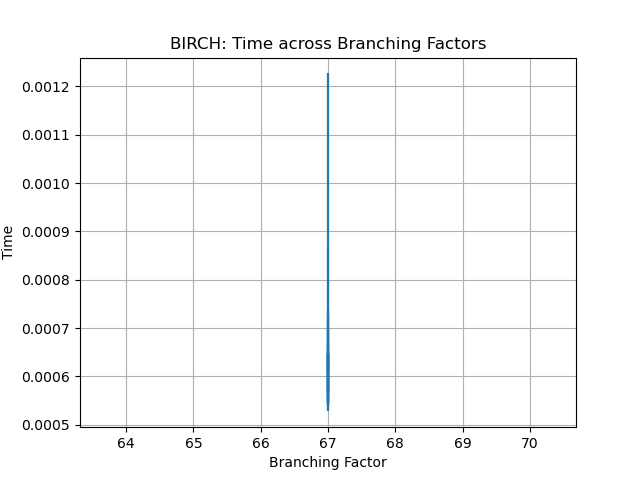 BIRCH: Time across Branching Factors
0.0012
0.0011
0.0010
0.0009
0.0008
0.0007
0.0006
0.0005
Time
64 65 66 67 68 69 70
Branching Factor